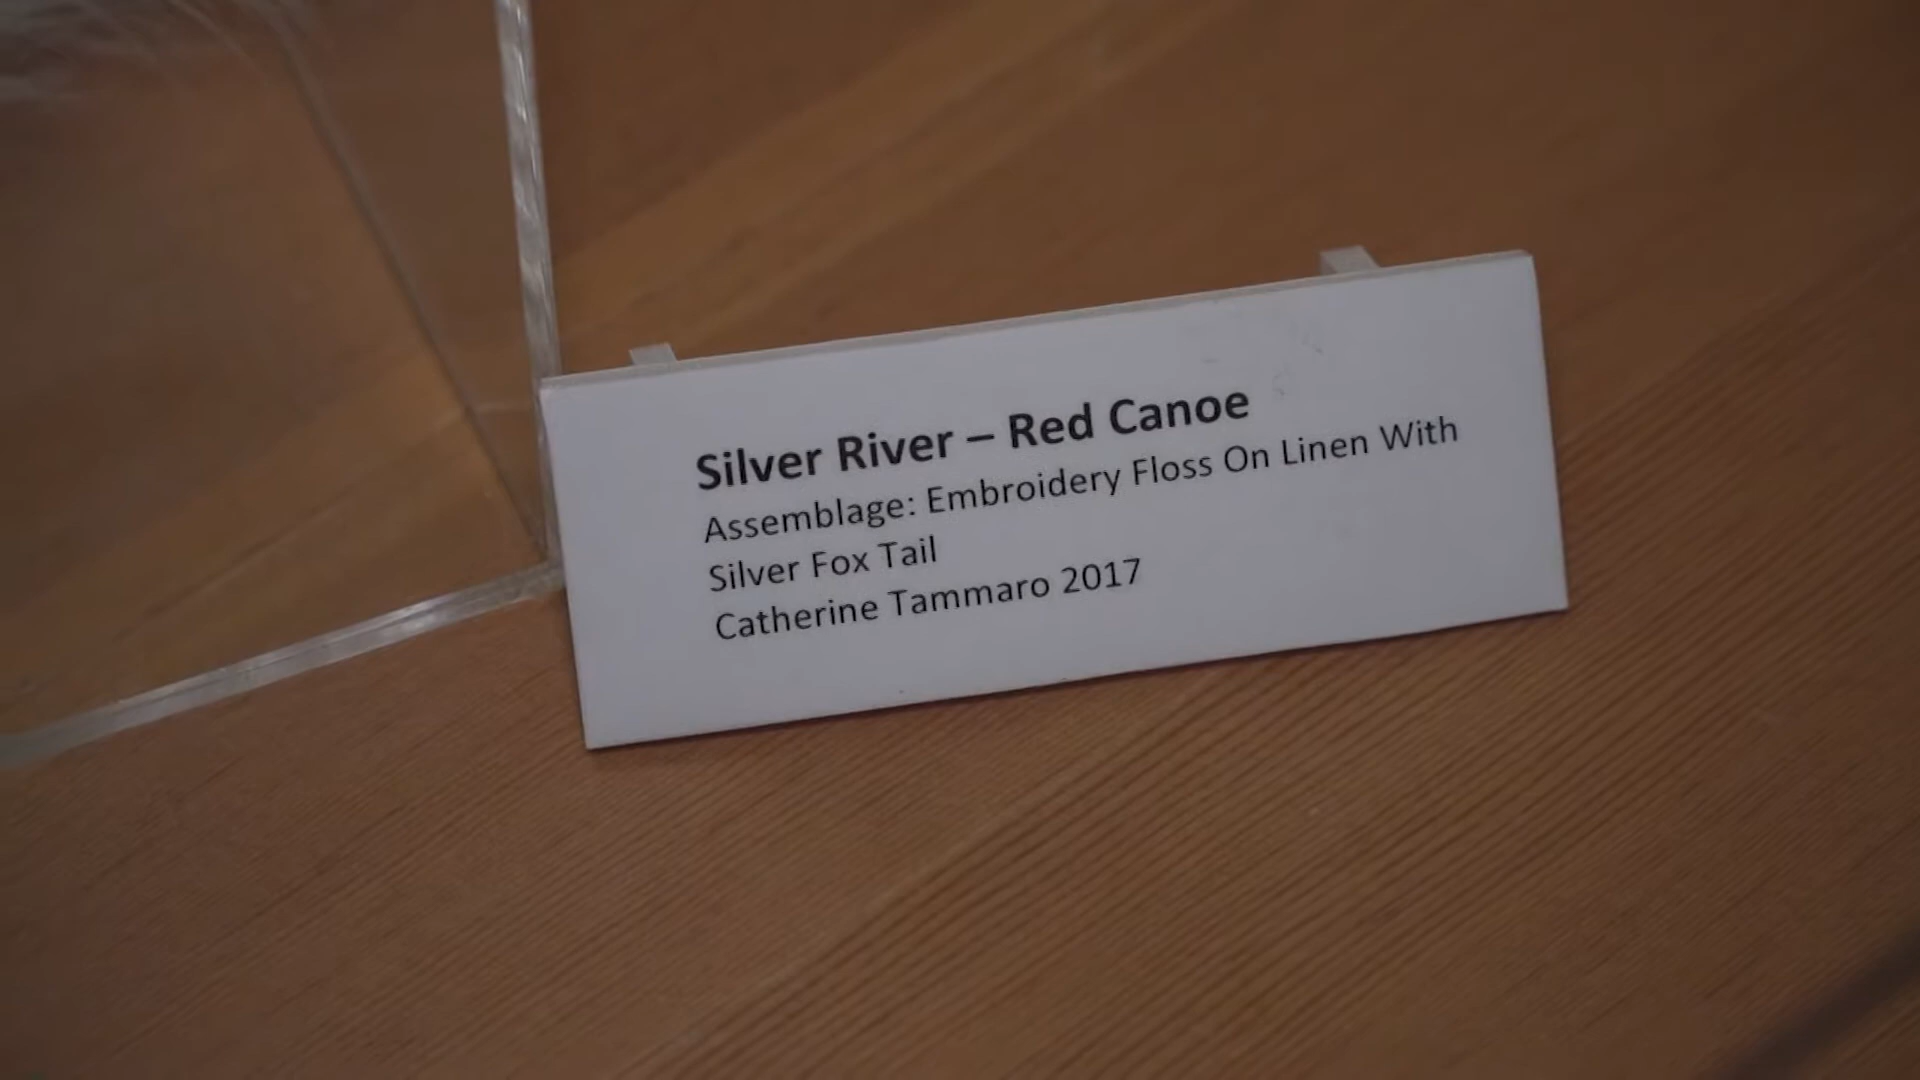 Silver River – Red Canoe
Assemblage: Embroidery Floss On Linen With
Silver Fox Tail
Catherine Tammaro 2017